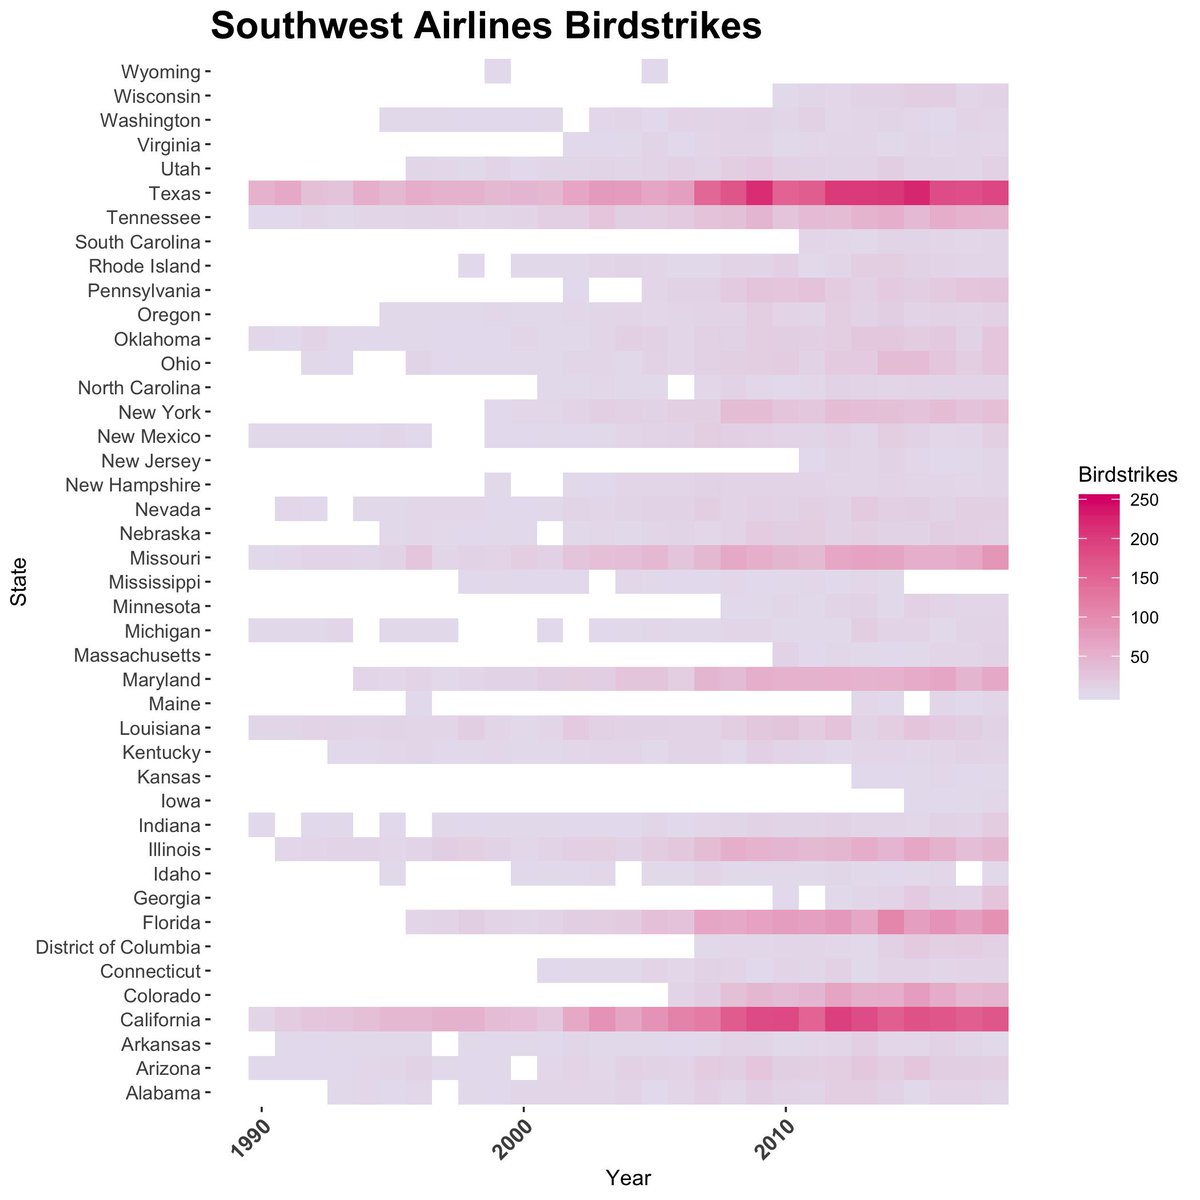 Southwest Airlines Birdstrikes
Wyoming
Wisconsin
Washington
Virginia
Utah
Texas
Tennessee
South Carolina
Rhode Island
Pennsylvania
Oregon
Oklahoma
Ohio
North Carolina
New York
New Mexico
New Jersey
New Hampshire
Nevada
Nebraska
Missouri
Mississippi
Minnesota
Michigan
Massachusetts
Maryland
Maine
Louisiana
Kentucky
Kansas
Iowa
Indiana
Illinois
Idaho
Georgia
Florida
District of Columbia
Connecticut
Colorado
California
Arkansas
Arizona
Alabama
State
1990
2000
2010
Year
Birdstrikes
250
200
150
100
50